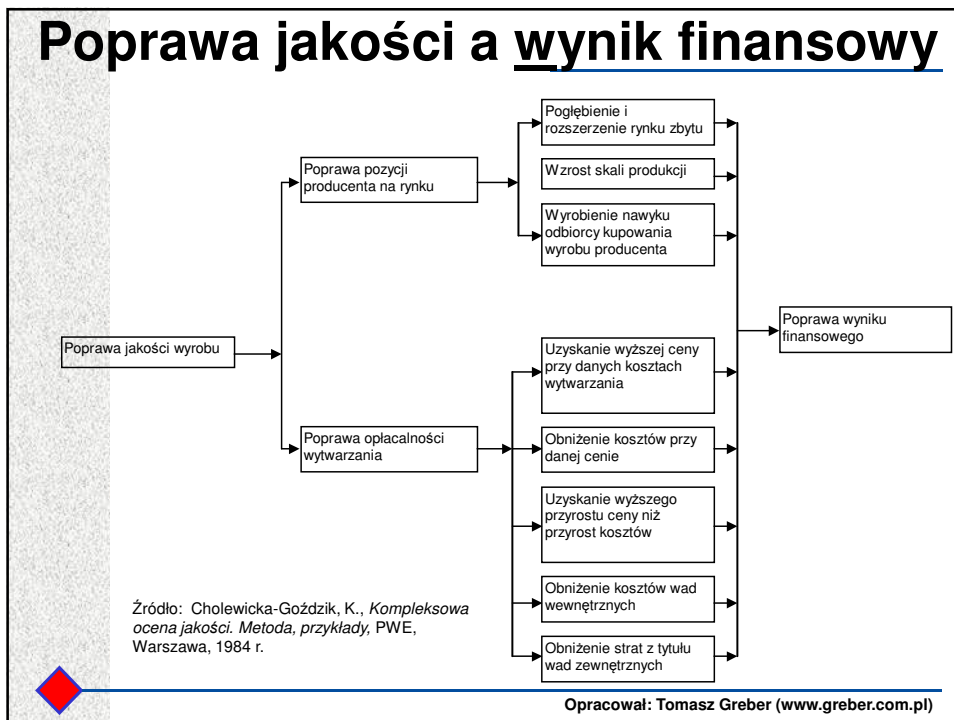 Poprawa jakości a wynik finansowy
Poprawa jakości wyrobu
Poprawa pozycji
producenta na rynku
Pogłębienie i
rozszerzenie rynku zbytu
Wzrost skali produkcji
Wyrobienie nawyku
odbiorcy kupowania
wyrobu producenta
Poprawa opłacalności
wytwarzania
Uzyskanie wyższej ceny
przy danych kosztach
wytwarzania
Obniżenie kosztów przy
danej cenie
Uzyskanie wyższego
przyrostu ceny niż
przyrost kosztów
Obniżenie kosztów wad
wewnętrznych
Obniżenie strat z tytułu
wad zewnętrznych
Poprawa wyniku
finansowego
Źródło: Cholewicka-Goździk, K., Kompleksowa
ocena jakości. Metoda, przykłady, PWE,
Warszawa, 1984 r.
Opracował: Tomasz Greber (www.greber.com.pl)